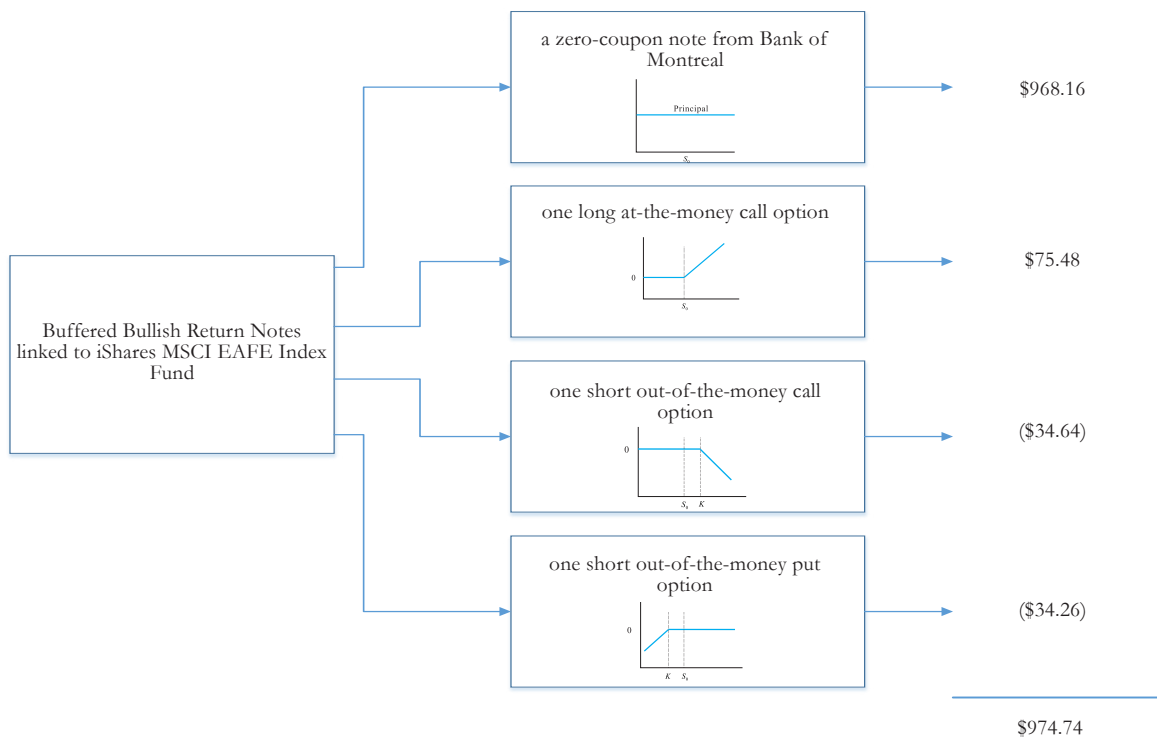 a zero-coupon note from Bank of
Montreal
Principal
S₀
$968.16
one long at-the-money call option
0
S₀
$75.48
Buffered Bullish Return Notes
linked to iShares MSCI EAFE Index
Fund
one short out-of-the-money call
option
0
S₀ K
($34.64)
one short out-of-the-money put
option
0
K S₀
($34.26)
$974.74